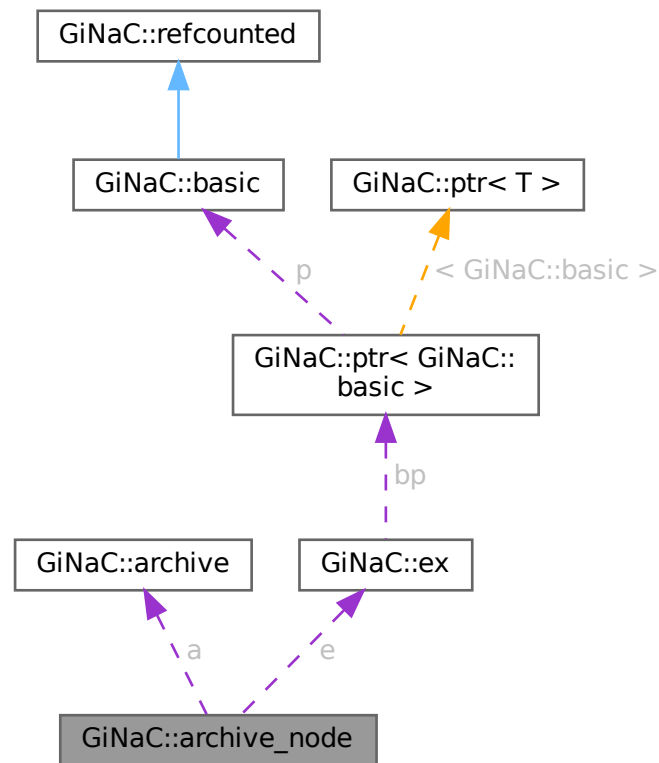 GiNaC::refcounted
GiNaC::basic
GiNaC::ptr< T >
p
< GiNaC::basic >
GiNaC::ptr< GiNaC::
basic >
bp
GiNaC::archive
GiNaC::ex
a
e
GiNaC::archive_node